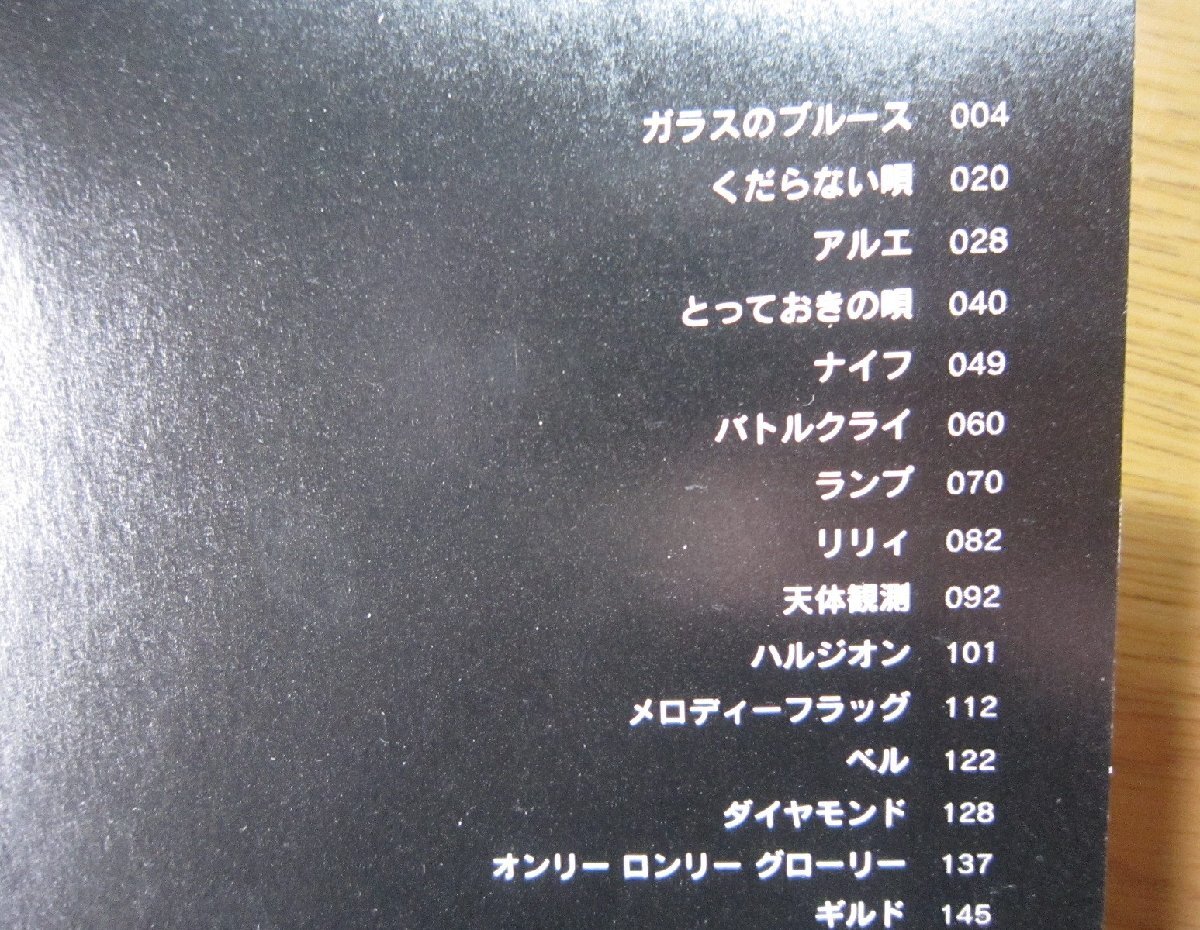 ガラスのブルース 004
くだらない唄 020
アルエ 028
とっておきの唄 040
ナイフ 049
バトルクライ 060
ランプ 070
リリィ 082
天体観測 092
ハルジオン 101
メロディーフラッグ 112
ベル 122
ダイヤモンド 128
オンリー ロンリー グローリー 137
ギルド 145